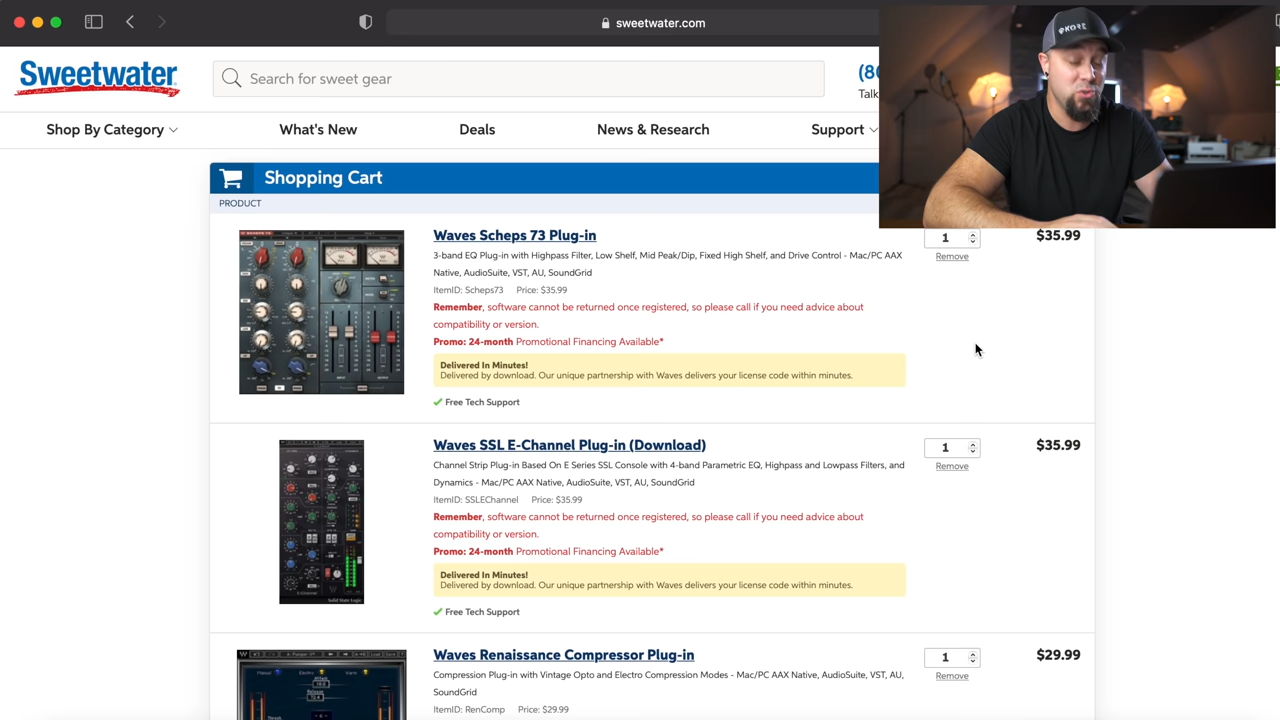 sweetwater.com
Sweetwater
Search for sweet gear
(8
Talk
KORE
Shop By Category
What's New
Deals
News & Research
Support
Shopping Cart
PRODUCT
Waves Scheps 73 Plug-in
1
$35.99
Remove
3-band EQ Plug-in with Highpass Filter, Low Shelf, Mid Peak/Dip, Fixed High Shelf, and Drive Control - Mac/PC AAX
Native, AudioSuite, VST, AU, SoundGrid
ItemID: Scheps73 Price: $35.99
Remember, software cannot be returned once registered, so please call if you need advice about
compatibility or version.
Promo: 24-month Promotional Financing Available*
Delivered In Minutes!
Delivered by download. Our unique partnership with Waves delivers your license code within minutes.
Free Tech Support
Waves SSL E-Channel Plug-in (Download)
1
$35.99
Remove
Channel Strip Plug-in Based On E Series SSL Console with 4-band Parametric EQ, Highpass and Lowpass Filters, and
Dynamics - Mac/PC AAX Native, AudioSuite, VST, AU, SoundGrid
ItemID: SSLEChannel Price: $35.99
Remember, software cannot be returned once registered, so please call if you need advice about
compatibility or version.
Promo: 24-month Promotional Financing Available*
Delivered In Minutes!
Delivered by download. Our unique partnership with Waves delivers your license code within minutes.
Free Tech Support
E-Channel
Solid State Logic
Waves Renaissance Compressor Plug-in
1
$29.99
Remove
Compression Plug-in with Vintage Opto and Electro Compression Modes - Mac/PC AAX Native, AudioSuite, VST, AU,
SoundGrid
ItemID: RenComp Price: $29.99